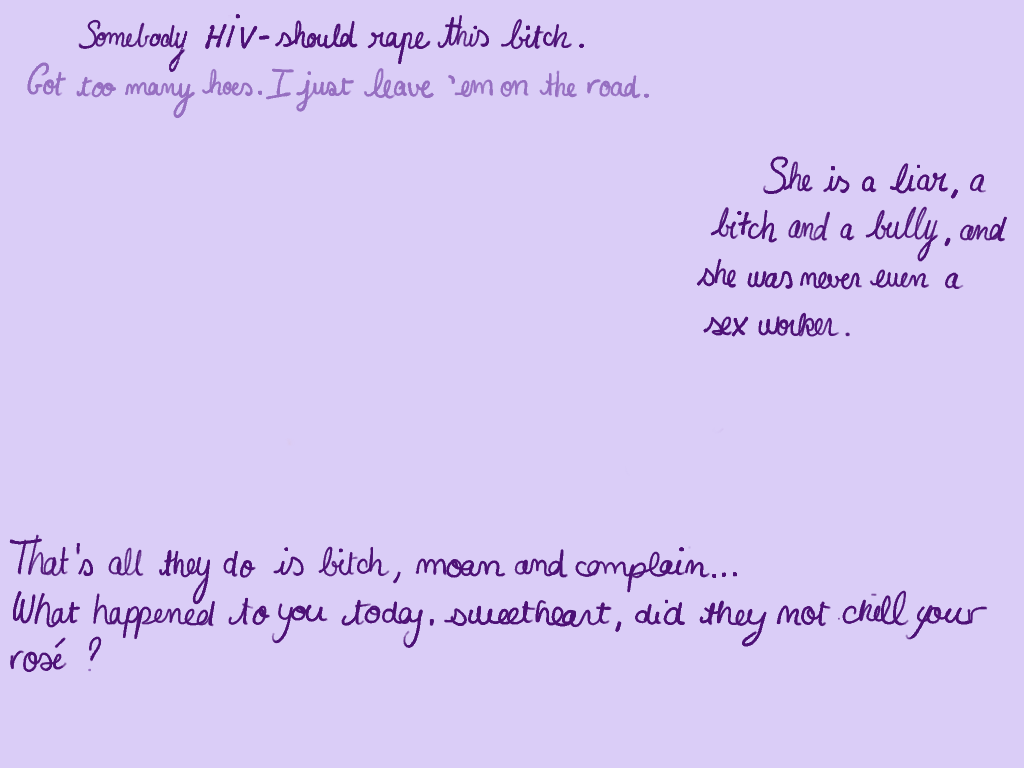 Somebody HIV-should rape this bitch.
Got too many hoes. I just leave 'em on the road.
She is a liar, a
bitch and a bully, and
she was never even a
sex worker.
That's all they do is bitch, moan and complain...
What happened to you today. sweetheart, did they not chill your
rosé ?